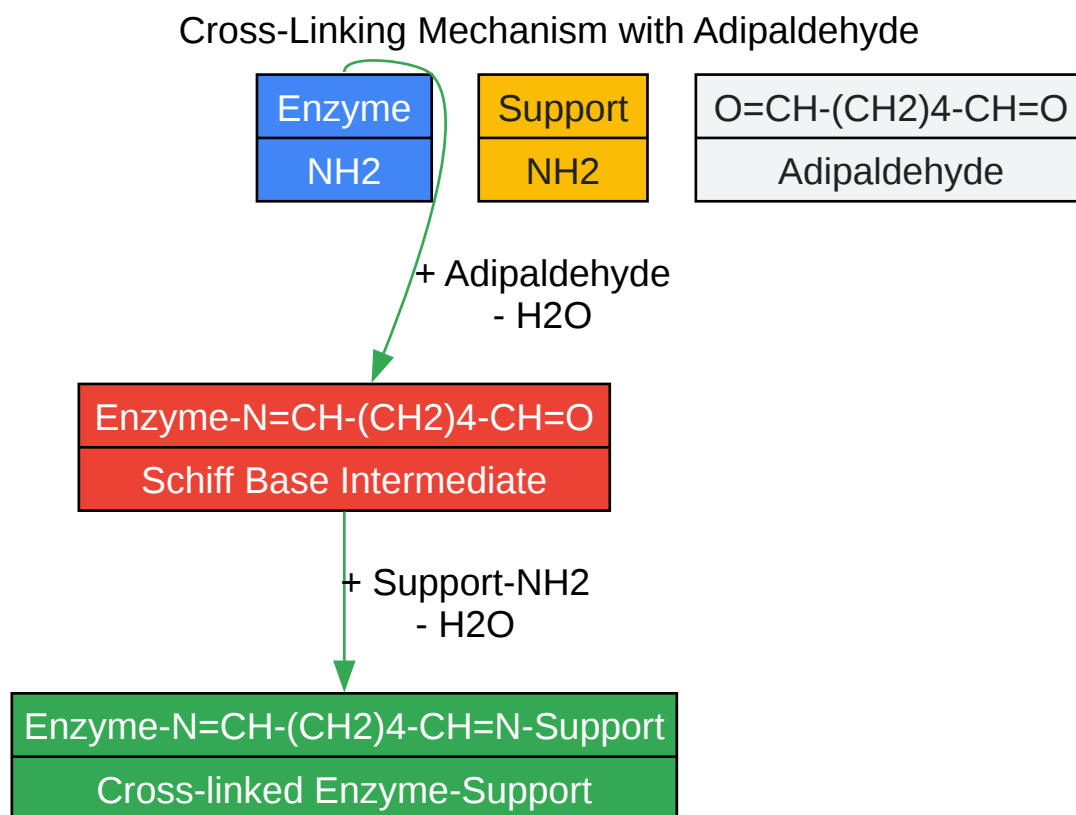 Cross-Linking Mechanism with Adipaldehyde
Enzyme
NH2
Support
NH2
O=CH-(CH2)4-CH=O
Adipaldehyde
+ Adipaldehyde
- H2O
Enzyme-N=CH-(CH2)4-CH=O
Schiff Base Intermediate
+ Support-NH2
- H2O
Enzyme-N=CH-(CH2)4-CH=N-Support
Cross-linked Enzyme-Support